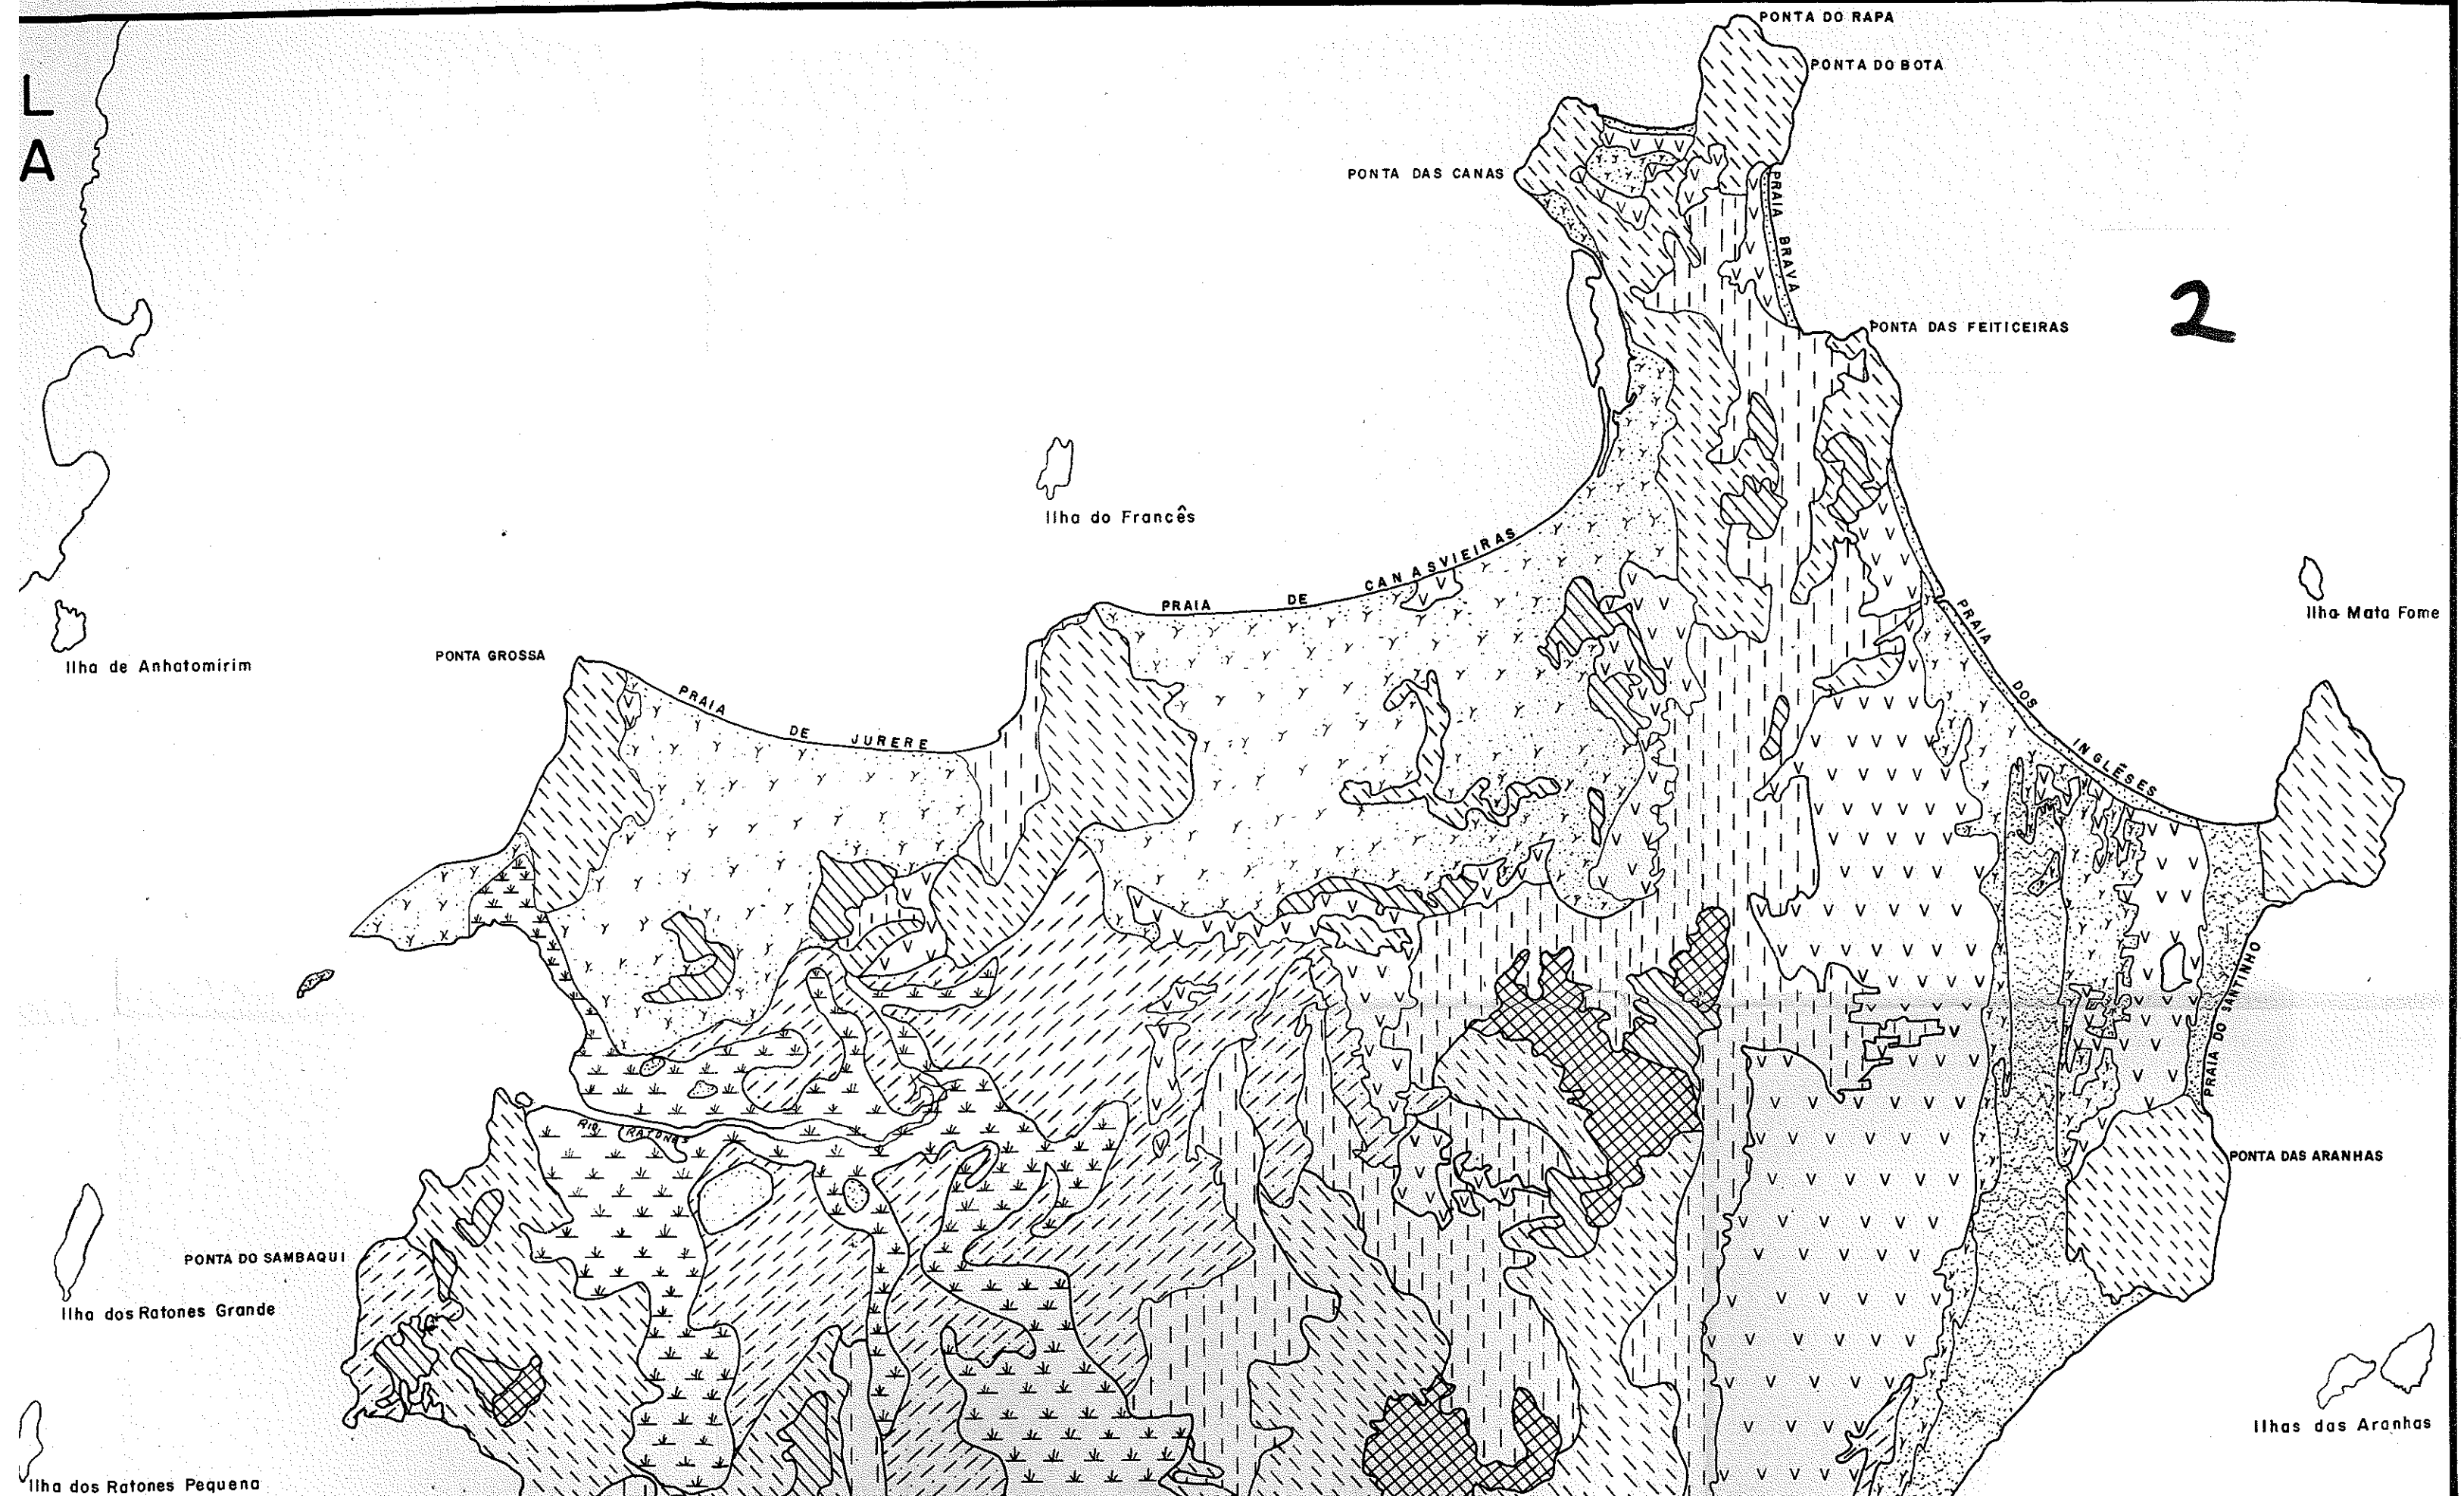 PONTA DO RAPA
PONTA DO BOTA
L
A
PONTA DAS CANAS
PRAIA BRAVA
PONTA DAS FEITICEIRAS
2
Ilha do Francês
PRAIA DE CANASVIEIRAS
Ilha Mata Fome
PONTA GROSSA
Ilha de Anhatomirim
PRAIA DE JURERE
PRAIA DOS INGLÊSES
PRAIA DO SANTINHO
RIO RATONES
PONTA DAS ARANHAS
PONTA DO SAMBAQUI
Ilha dos Ratones Grande
Ilhas das Aranhas
Ilha dos Ratones Pequena